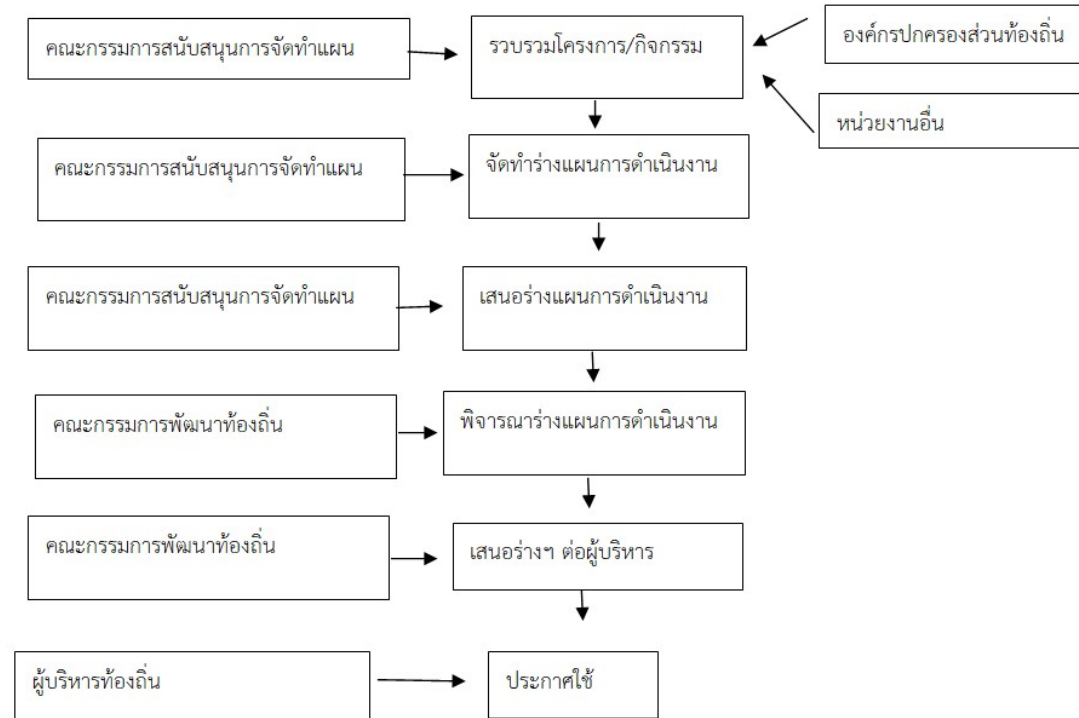 คณะกรรมการสนับสนุนการจัดทำแผน
รวบรวมโครงการ/กิจกรรม
องค์กรปกครองส่วนท้องถิ่น
หน่วยงานอื่น
คณะกรรมการสนับสนุนการจัดทำแผน
จัดทำร่างแผนการดำเนินงาน
คณะกรรมการสนับสนุนการจัดทำแผน
เสนอร่างแผนการดำเนินงาน
คณะกรรมการพัฒนาท้องถิ่น
พิจารณาร่างแผนการดำเนินงาน
คณะกรรมการพัฒนาท้องถิ่น
เสนอร่างฯ ต่อผู้บริหาร
ผู้บริหารท้องถิ่น
ประกาศใช้